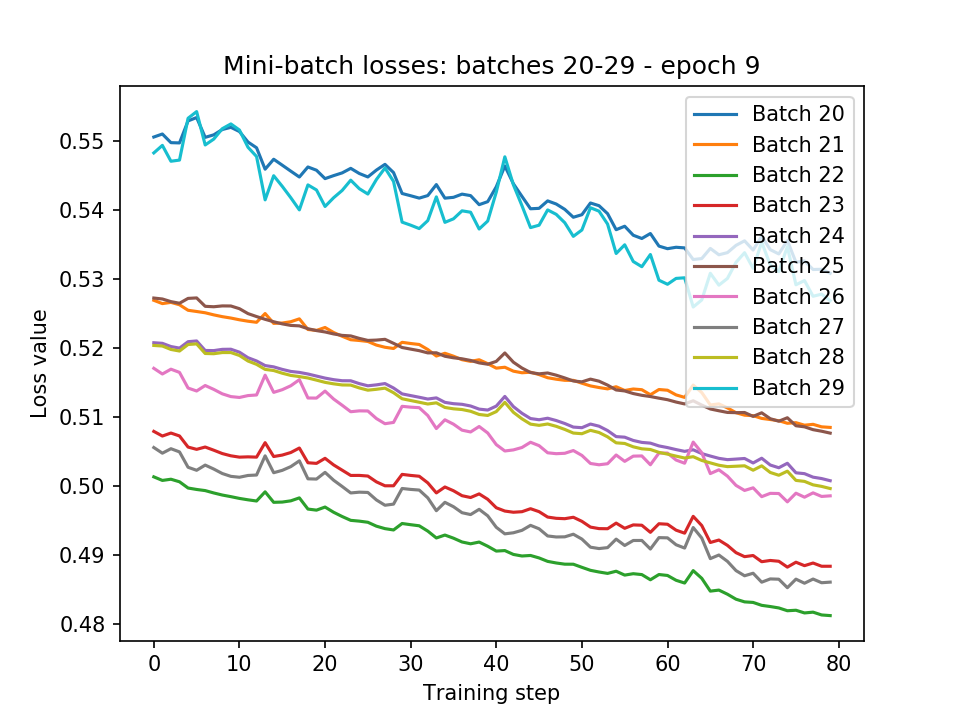 Mini-batch losses: batches 20-29 - epoch 9
Loss value
0.55
0.54
0.53
0.52
0.51
0.50
0.49
0.48
Batch 20
Batch 21
Batch 22
Batch 23
Batch 24
Batch 25
Batch 26
Batch 27
Batch 28
Batch 29
0 10 20 30 40 50 60 70 80
Training step